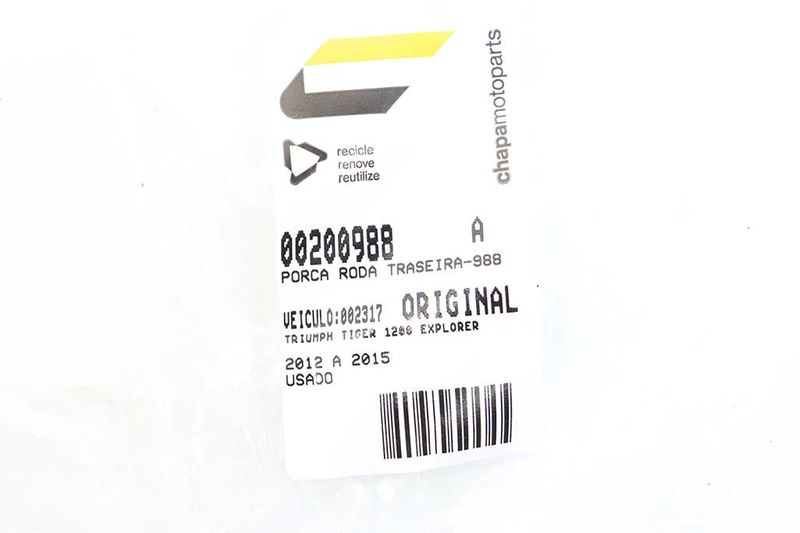 chapamotoparts
recicle
renove
reutilize
00200988 A
PORCA RODA TRASEIRA-988
VEICULO:002317 ORIGINAL
TRIUMPH TIGER 1200 EXPLORER
2012 A 2015
USADO